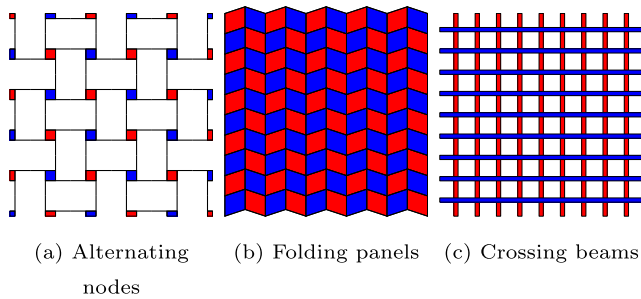 (a) Alternating nodes
(b) Folding panels
(c) Crossing beams